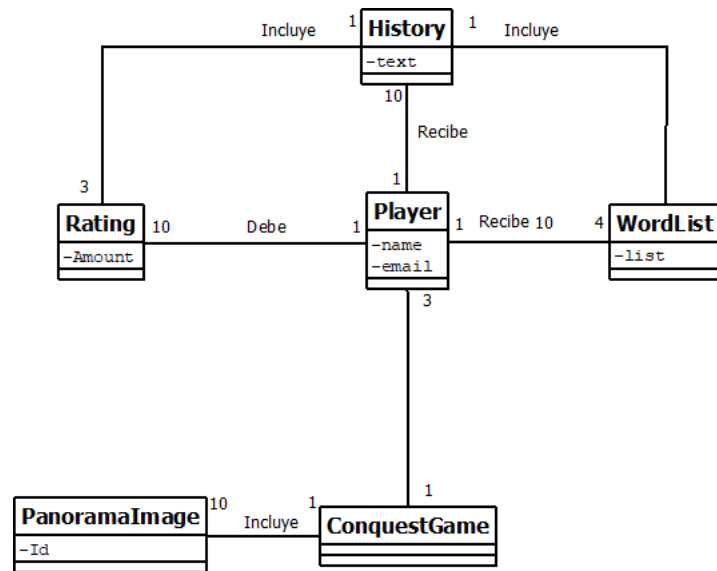 Incluye 1 History 1 Incluye
-text
10
Recibe
3 1
Rating 10 Debe 1 Player 1 Recibe 10 4 WordList
-Amount -name -list
-email
3
10 1 1
PanoramaImage Incluye ConquestGame
-Id